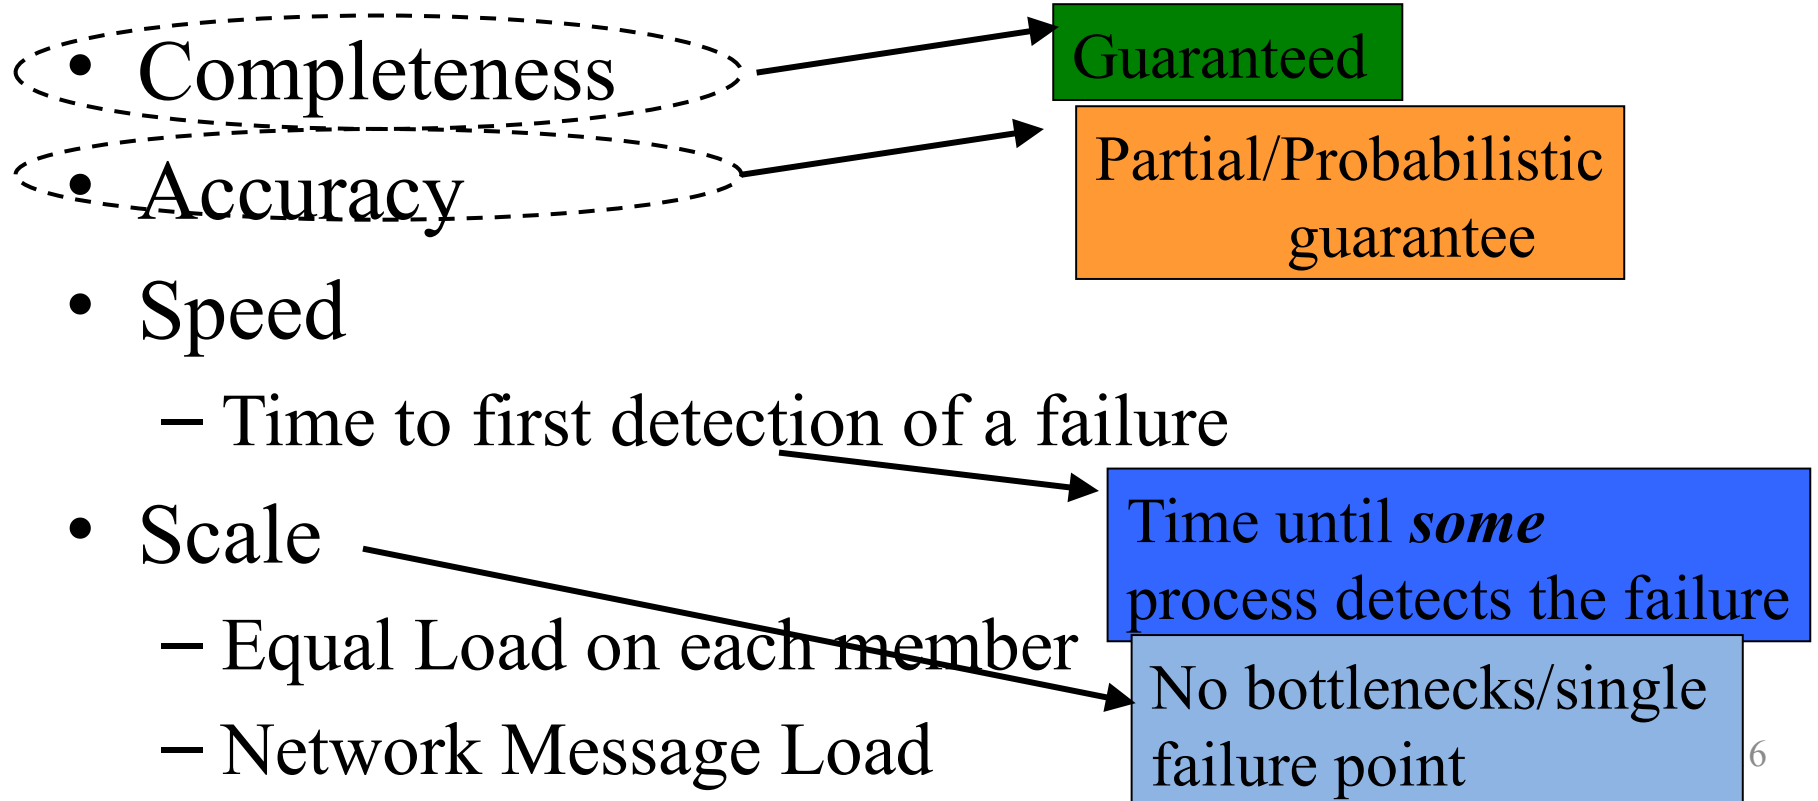 • Completeness
Guaranteed
• Accuracy
Partial/Probabilistic
guarantee
• Speed
– Time to first detection of a failure
• Scale
Time until some
process detects the failure
– Equal Load on each member
No bottlenecks/single
failure point
– Network Message Load
6